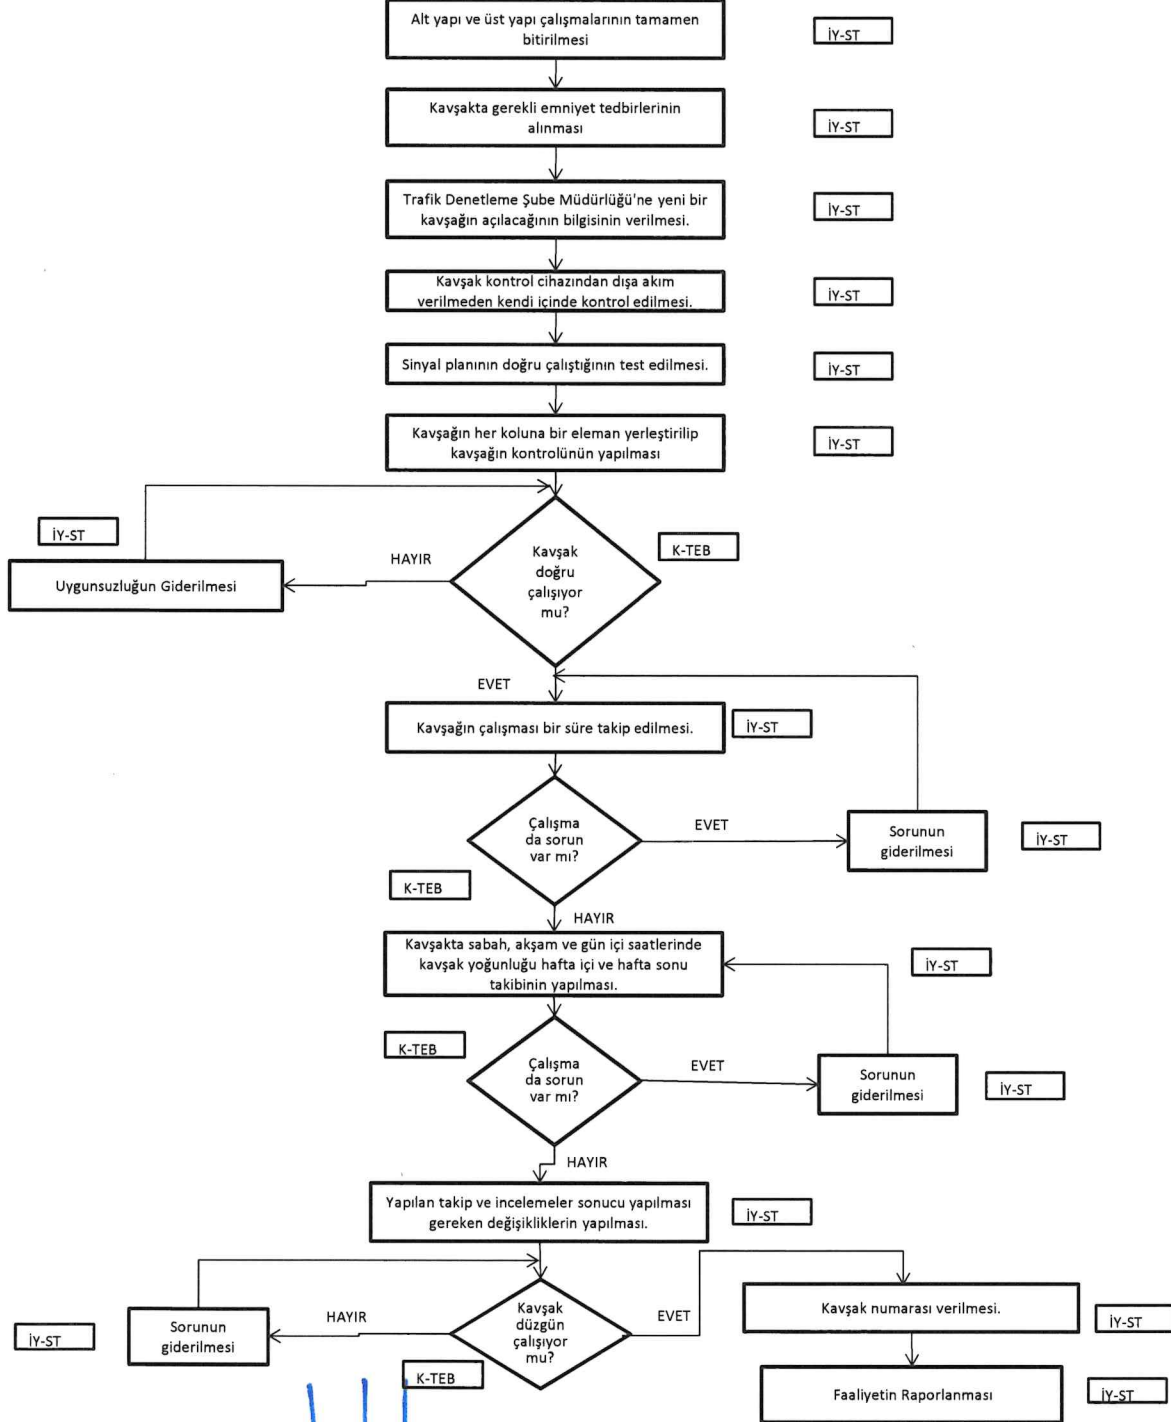 Alt yapı ve üst yapı çalışmalarının tamamen
bitirilmesi
İY-ST
Kavşakta gerekli emniyet tedbirlerinin
alınması
İY-ST
Trafik Denetleme Şube Müdürlüğü'ne yeni bir
kavşağın açılacağının bilgisinin verilmesi.
İY-ST
Kavşak kontrol cihazından dışa akım
verilmeden kendi içinde kontrol edilmesi.
İY-ST
Sinyal planının doğru çalıştığının test edilmesi.
İY-ST
Kavşağın her koluna bir eleman yerleştirilip
kavşağın kontrolünün yapılması
İY-ST
İY-ST
Uygunsuzluğun Giderilmesi
HAYIR
Kavşak
doğru
çalışıyor
mu?
K-TEB
EVET
Kavşağın çalışması bir süre takip edilmesi.
İY-ST
Çalışma
da sorun
var mı?
EVET
Sorunun
giderilmesi
İY-ST
K-TEB
HAYIR
Kavşakta sabah, akşam ve gün içi saatlerinde
kavşak yoğunluğu hafta içi ve hafta sonu
takibinin yapılması.
İY-ST
K-TEB
Çalışma
da sorun
var mı?
EVET
Sorunun
giderilmesi
İY-ST
HAYIR
Yapılan takip ve incelemeler sonucu yapılması
gereken değişikliklerin yapılması.
İY-ST
İY-ST
Sorunun
giderilmesi
HAYIR
Kavşak
düzgün
çalışıyor
mu?
K-TEB
EVET
Kavşak numarası verilmesi.
İY-ST
Faaliyetin Raporlanması
İY-ST